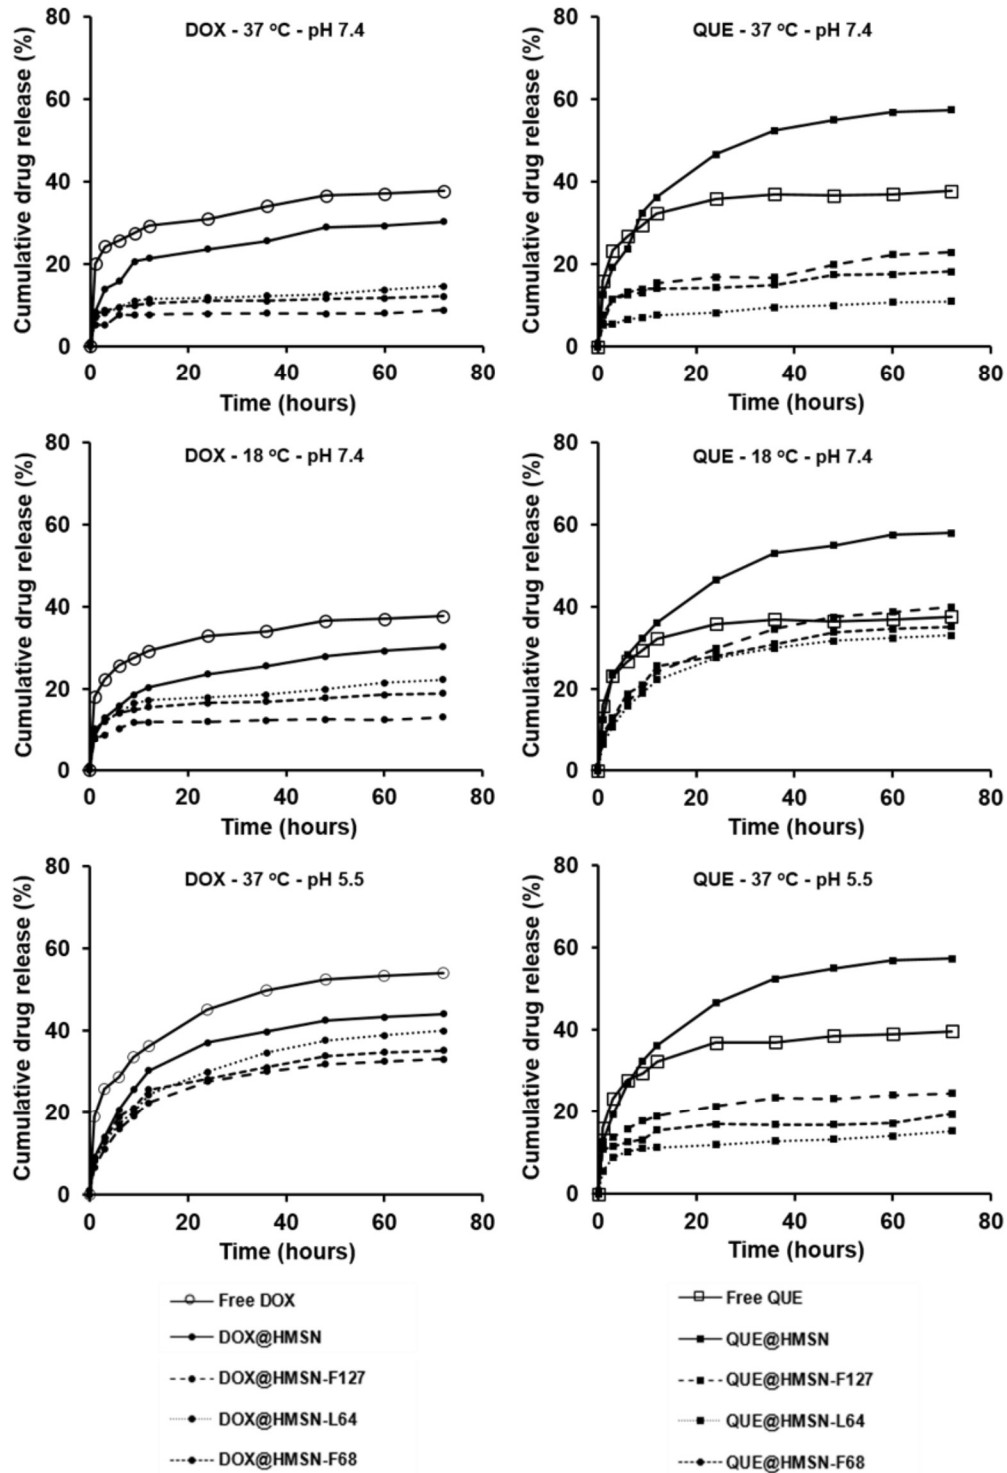 DOX - 37 °C - pH 7.4
Cumulative drug release (%)
80
60
40
20
0
0 20 40 60 80
Time (hours)
QUE - 37 °C - pH 7.4
Cumulative drug release (%)
80
60
40
20
0
0 20 40 60 80
Time (hours)
DOX - 18 °C - pH 7.4
Cumulative drug release (%)
80
60
40
20
0
0 20 40 60 80
Time (hours)
QUE - 18 °C - pH 7.4
Cumulative drug release (%)
80
60
40
20
0
0 20 40 60 80
Time (hours)
DOX - 37 °C - pH 5.5
Cumulative drug release (%)
80
60
40
20
0
0 20 40 60 80
Time (hours)
QUE - 37 °C - pH 5.5
Cumulative drug release (%)
80
60
40
20
0
0 20 40 60 80
Time (hours)
Free DOX
DOX@HMSN
DOX@HMSN-F127
DOX@HMSN-L64
DOX@HMSN-F68
Free QUE
QUE@HMSN
QUE@HMSN-F127
QUE@HMSN-L64
QUE@HMSN-F68